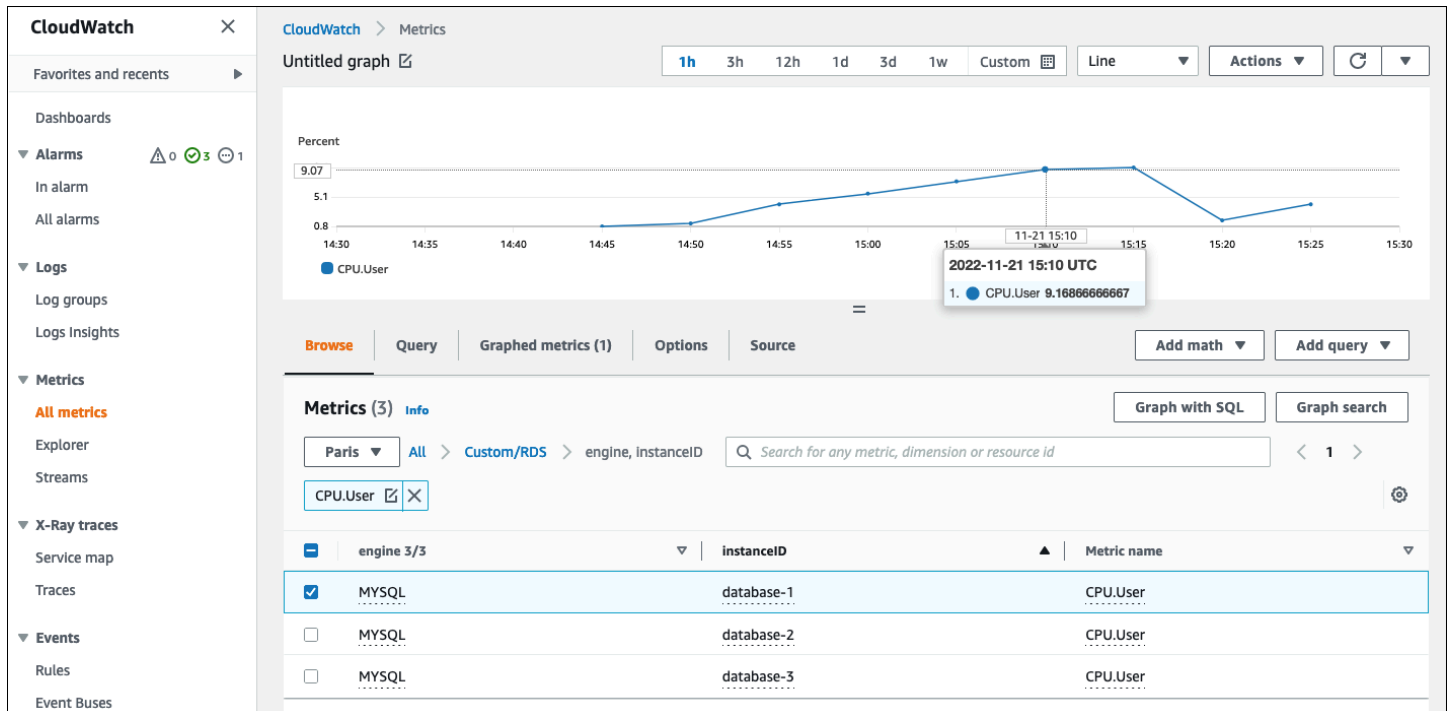 CloudWatch
Favorites and recents
Dashboards
Alarms 0 3 1
In alarm
All alarms
Logs
Log groups
Logs Insights
Metrics
All metrics
Explorer
Streams
X-Ray traces
Service map
Traces
Events
Rules
Event Buses
CloudWatch > Metrics
Untitled graph
1h 3h 12h 1d 3d 1w Custom
Line
Actions
Percent
9.07
5.1
0.8
14:30 14:35 14:40 14:45 14:50 14:55 15:00 15:05 15:10 15:15 15:20 15:25 15:30
11-21 15:10
CPU.User
2022-11-21 15:10 UTC
1. CPU.User 9.16866666667
Browse Query Graphed metrics (1) Options Source
Add math Add query
Metrics (3) Info
Graph with SQL Graph search
Paris All > Custom/RDS > engine, instanceID
Search for any metric, dimension or resource id
1
CPU.User
engine 3/3 instanceID Metric name
MYSQL database-1 CPU.User
MYSQL database-2 CPU.User
MYSQL database-3 CPU.User